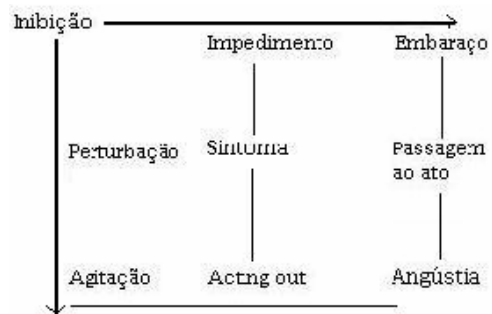 Inibição
Impedimento Embaraço
Perturbação Sintoma Passagem
ao ato
Agitação Acting out Angústia